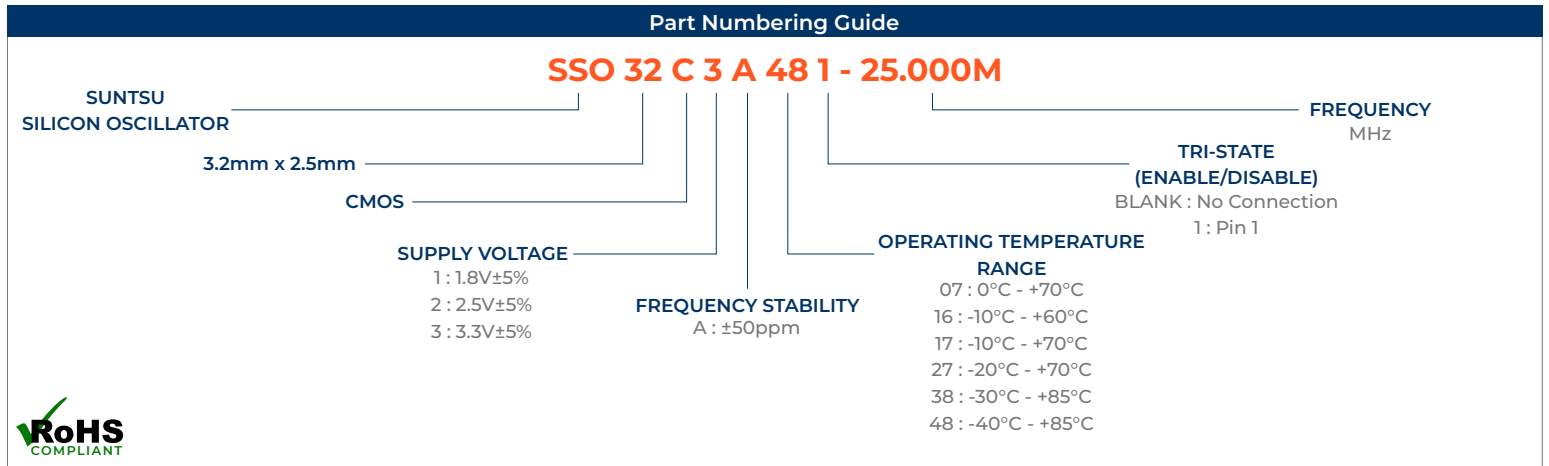 Part Numbering Guide
SSO 32 C 3 A 48 1 - 25.000M
SUNTSU
SILICON OSCILLATOR
3.2mm x 2.5mm
CMOS
SUPPLY VOLTAGE
1 : 1.8V±5%
2 : 2.5V±5%
3 : 3.3V±5%
FREQUENCY STABILITY
A : ±50ppm
OPERATING TEMPERATURE
RANGE
07 : 0°C - +70°C
16 : -10°C - +60°C
17 : -10°C - +70°C
27 : -20°C - +70°C
38 : -30°C - +85°C
48 : -40°C - +85°C
TRI-STATE
(ENABLE/DISABLE)
BLANK : No Connection
1 : Pin 1
FREQUENCY
MHz
RoHS
COMPLIANT